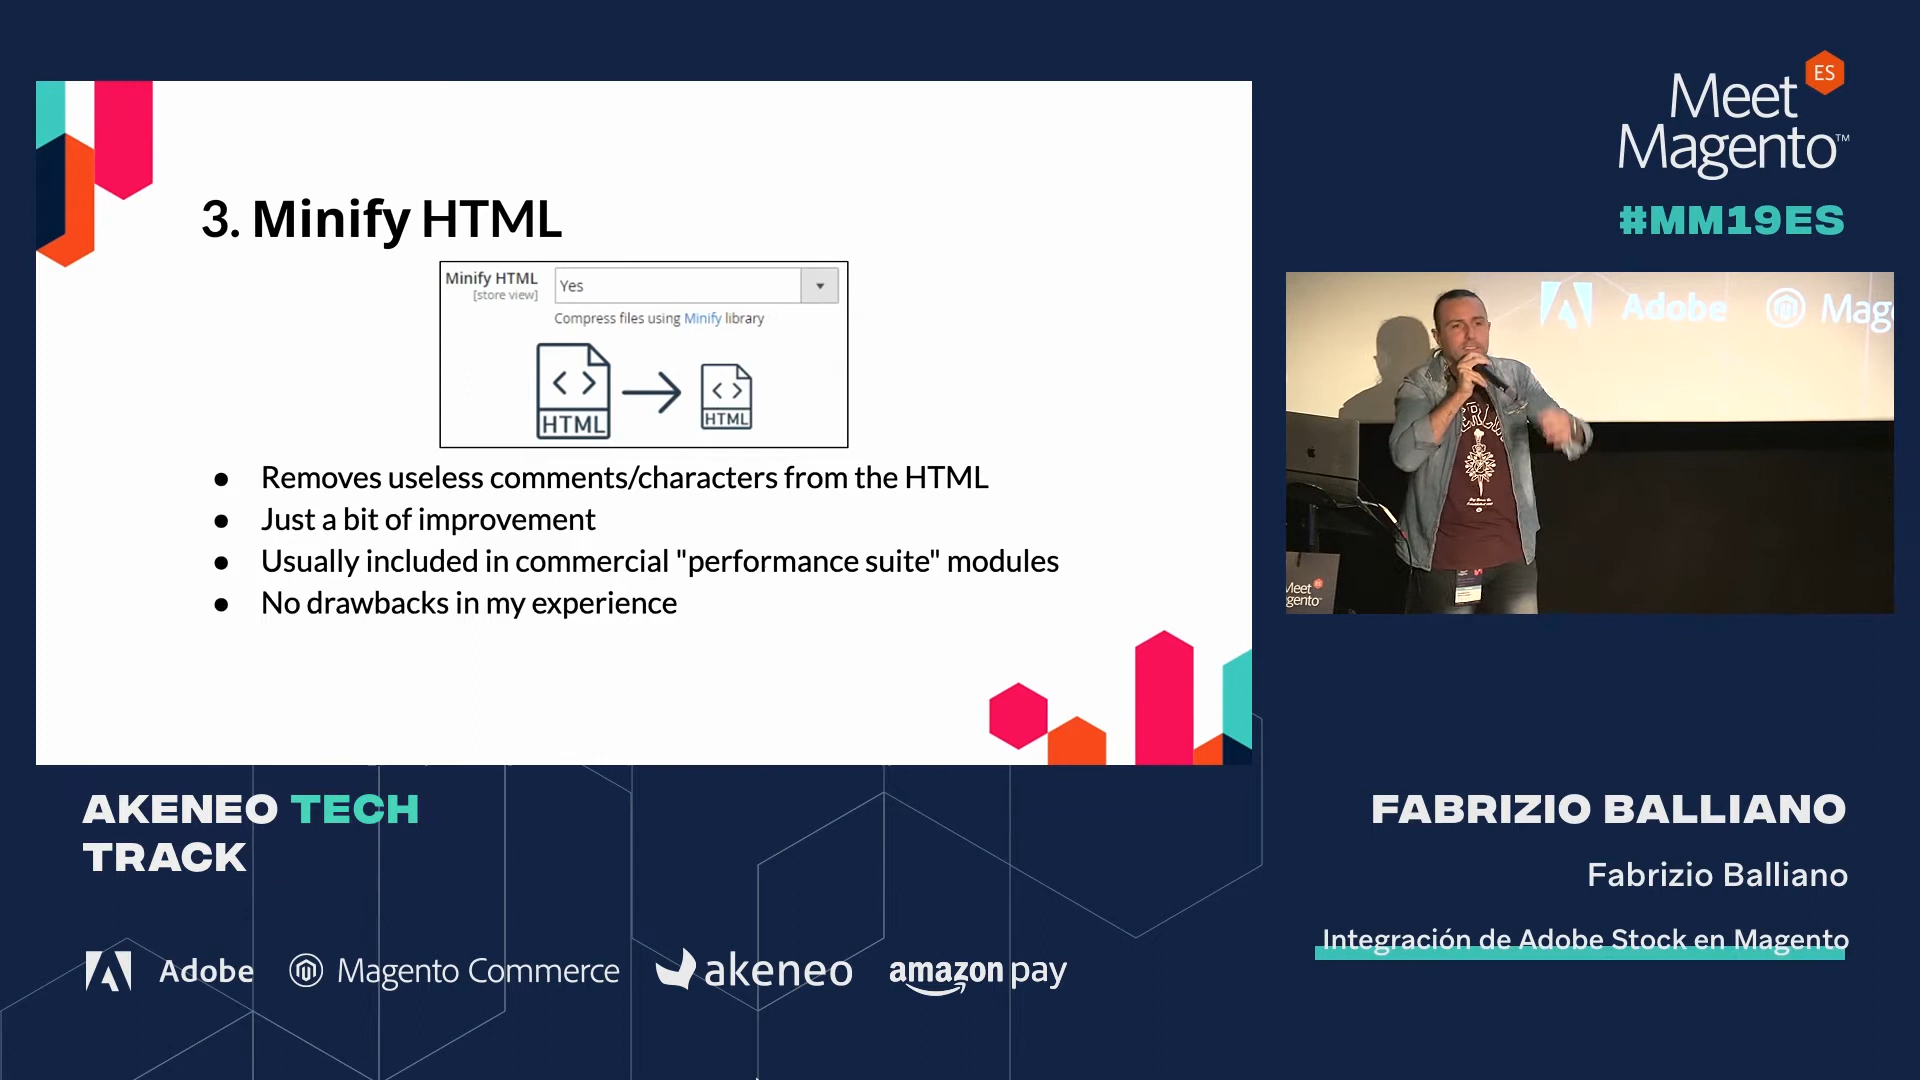 3. Minify HTML
Minify HTML
[store view]
Yes
Compress files using Minify library
HTML
HTML
● Removes useless comments/characters from the HTML
● Just a bit of improvement
● Usually included in commercial "performance suite" modules
● No drawbacks in my experience
ES
Meet
Magento™
#MM19ES
Adobe
Mag
Meet
Magento
AKENEO TECH
TRACK
FABRIZIO BALLIANO
Fabrizio Balliano
Integración de Adobe Stock en Magento
Adobe
Magento Commerce
akeneo
amazon pay